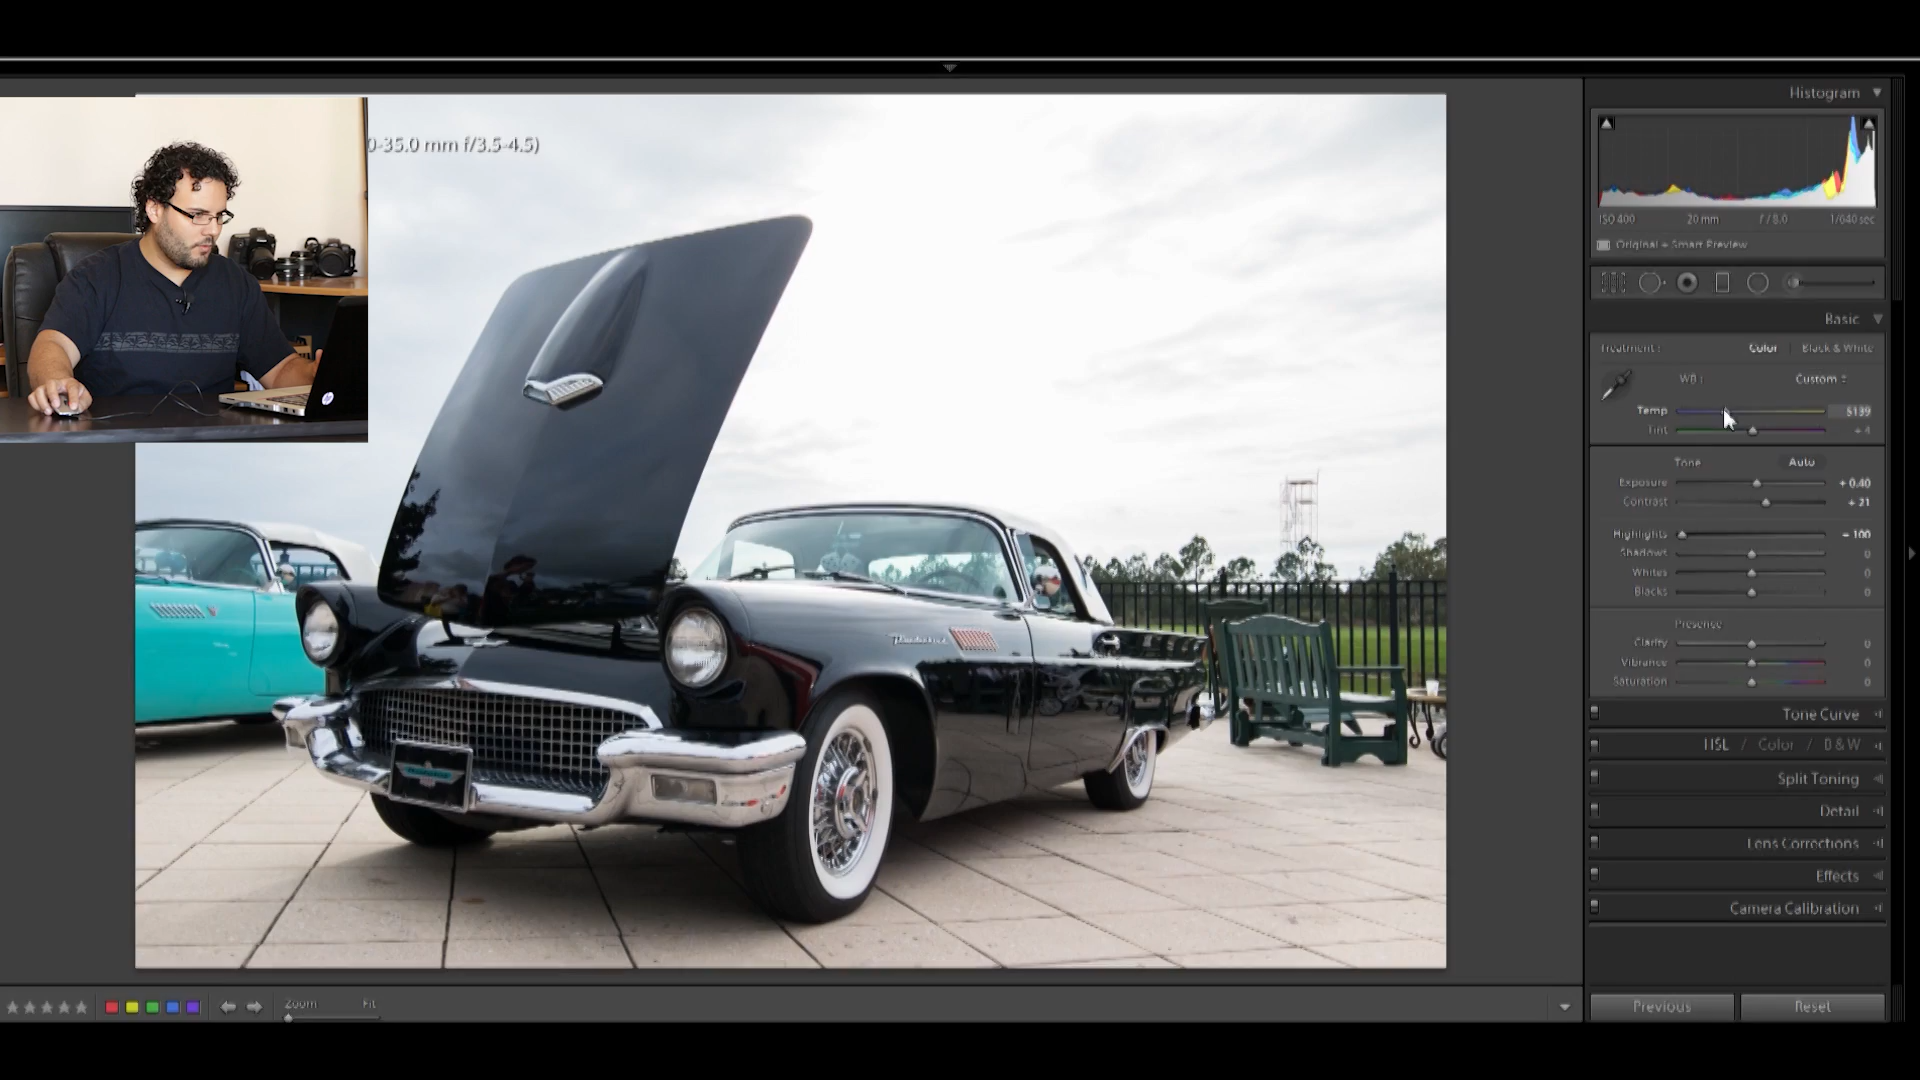 0-35.0 mm f/3.5-4.5)
Histogram
ISO 400 20 mm f / 8.0 1/640 sec
Original + Smart Preview
Basic
Treatment : Color Black & White
WB : Custom
Temp 5139
Tint + 4
Tone Auto
Exposure + 0.40
Contrast + 21
Highlights - 100
Shadows 0
Whites 0
Blacks 0
Presence
Clarity 0
Vibrance 0
Saturation 0
Tone Curve
HSL / Color / B & W
Split Toning
Detail
Lens Corrections
Effects
Camera Calibration
Zoom Fit
Previous Reset